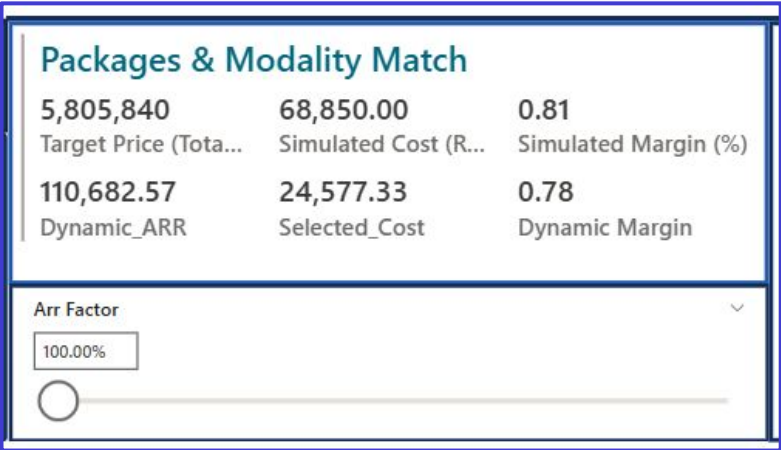 Packages & Modality Match
5,805,840 68,850.00 0.81
Target Price (Tota... Simulated Cost (R... Simulated Margin (%)
110,682.57 24,577.33 0.78
Dynamic_ARR Selected_Cost Dynamic Margin
Arr Factor
100.00%